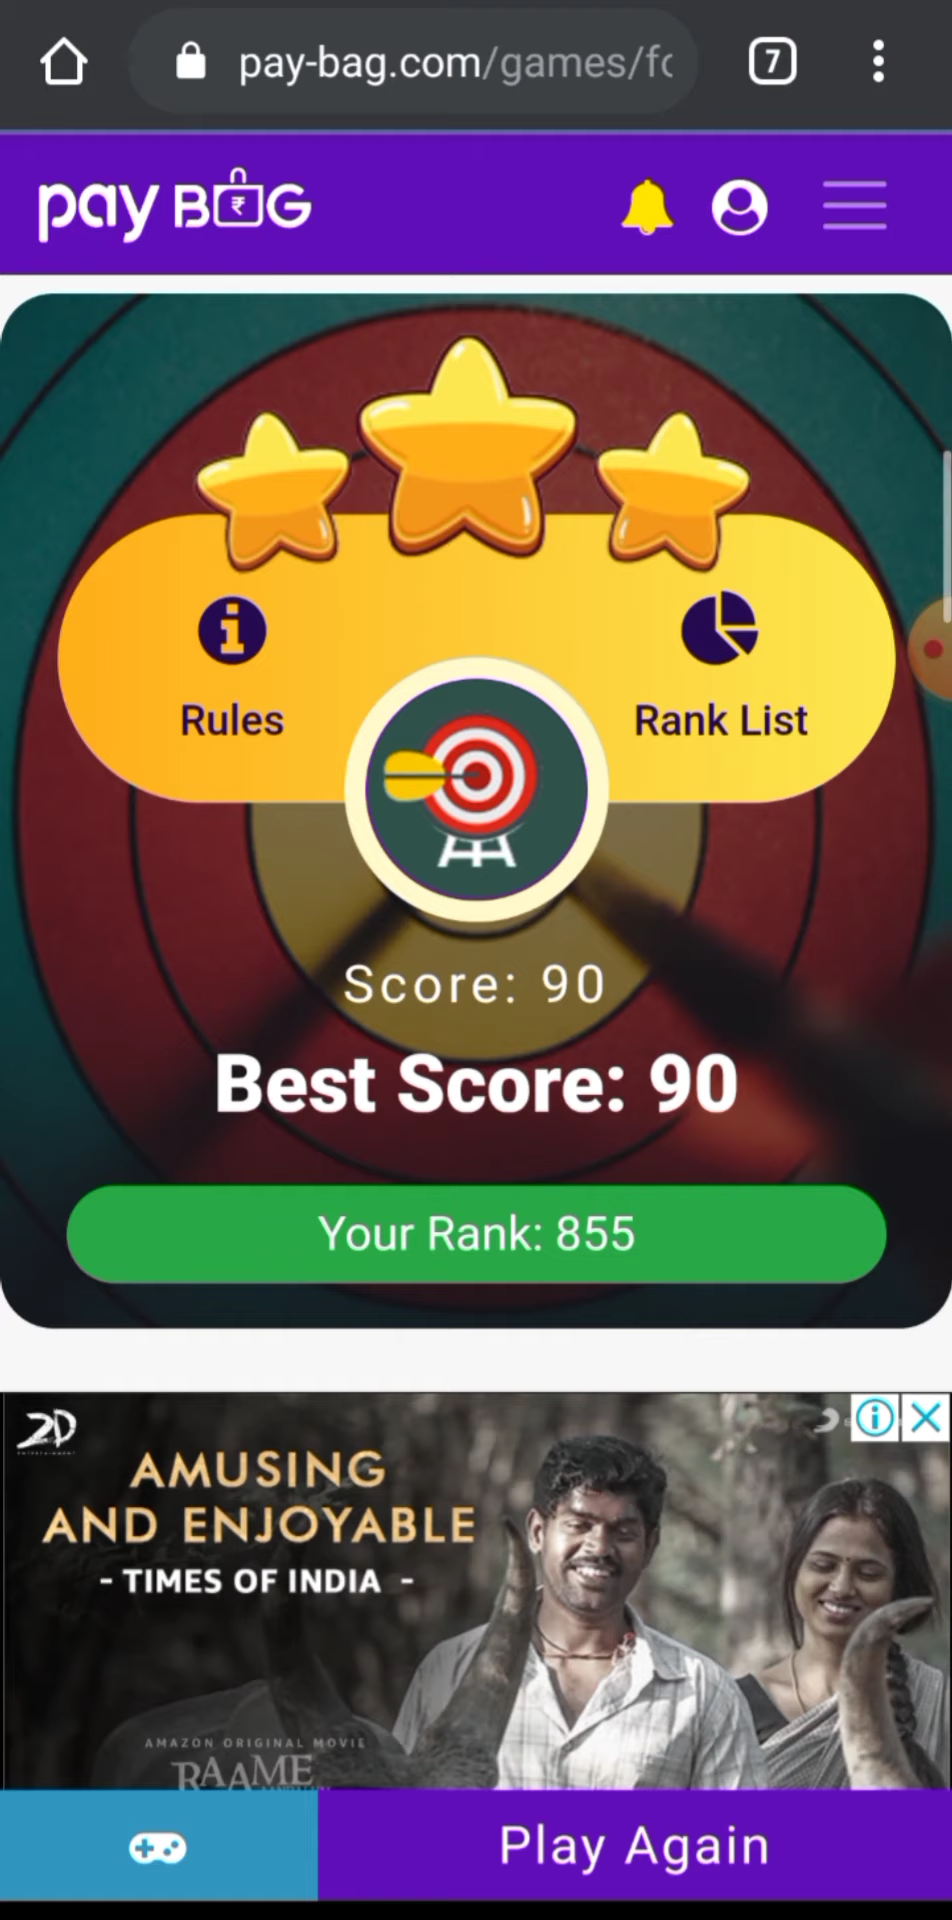 pay-bag.com/games/fc
7
pay BAG
Rules
Rank List
Score: 90
Best Score: 90
Your Rank: 855
2D
AMUSING
AND ENJOYABLE
- TIMES OF INDIA -
AMAZON ORIGINAL MOVIE
RAAME
Play Again